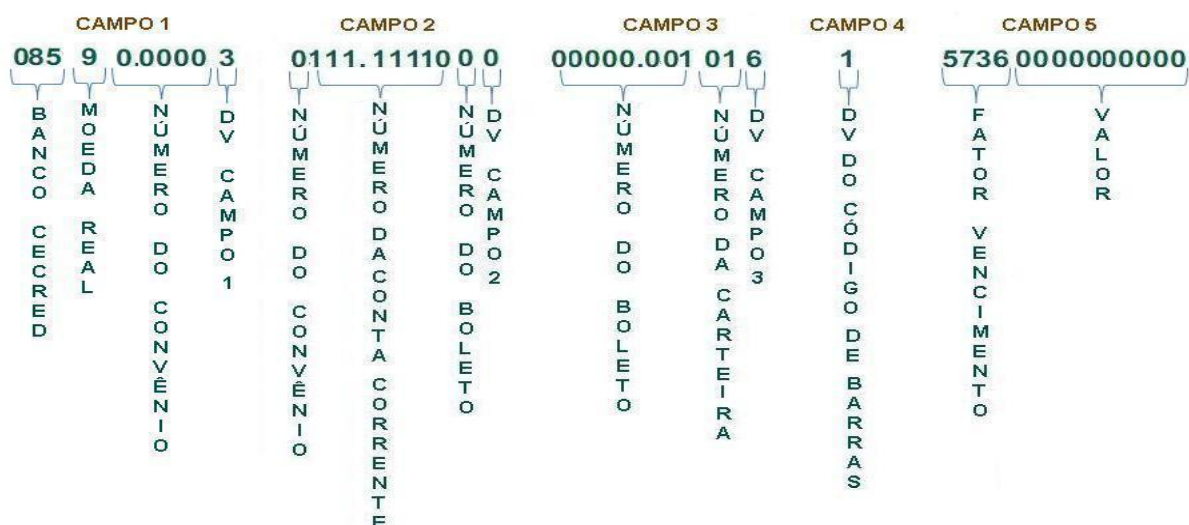 CAMPO 1 CAMPO 2 CAMPO 3 CAMPO 4 CAMPO 5
085 9 0.0000 3 0111.11110 0 0 00000.001 01 6 1 5736 0000000000
BANCO CECRED
MOEDA REAL
NÚMERO DO CONVÊNIO
DV CAMPO 1
NÚMERO DO CONVÊNIO
NÚMERO DA CONTA CORRENTE
NÚMERO DO BOLETO
DV CAMPO 2
NÚMERO DO BOLETO
NÚMERO DA CARTEIRA
DV CAMPO 3
DV DO CÓDIGO DE BARRAS
FATOR VENCIMENTO
VALOR